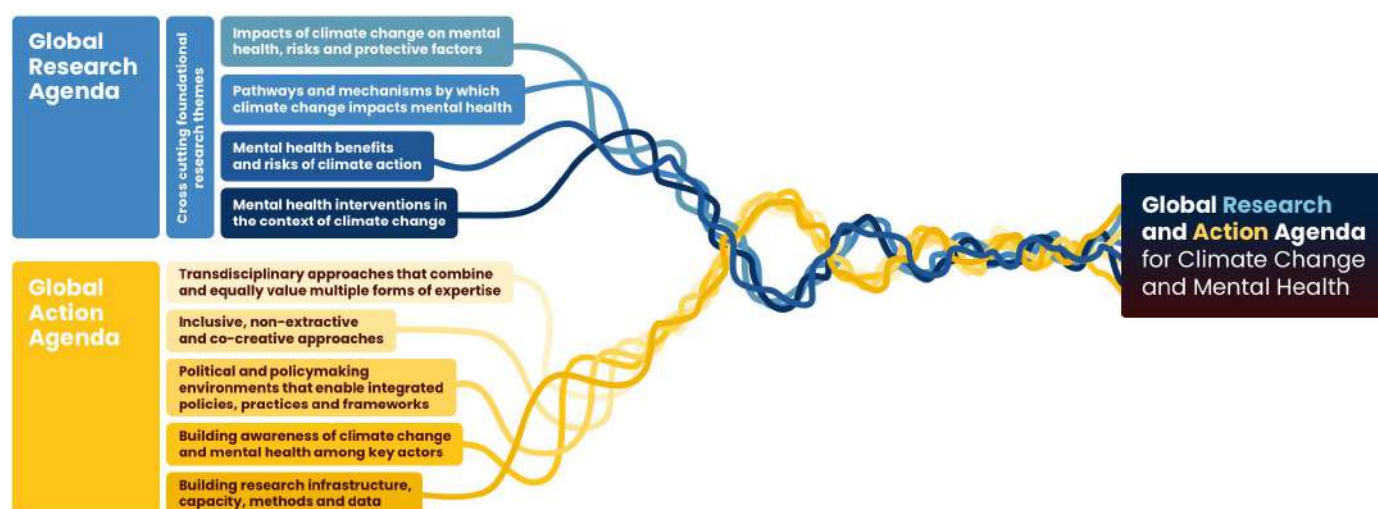 Global
Research
Agenda
Cross cutting foundational
research themes
Impacts of climate change on mental
health, risks and protective factors
Pathways and mechanisms by which
climate change impacts mental health
Mental health benefits
and risks of climate action
Mental health interventions in
the context of climate change
Global
Action
Agenda
Transdisciplinary approaches that combine
and equally value multiple forms of expertise
Inclusive, non-extractive
and co-creative approaches
Political and policymaking
environments that enable integrated
policies, practices and frameworks
Building awareness of climate change
and mental health among key actors
Building research infrastructure,
capacity, methods and data
Global Research
and Action Agenda
for Climate Change
and Mental Health